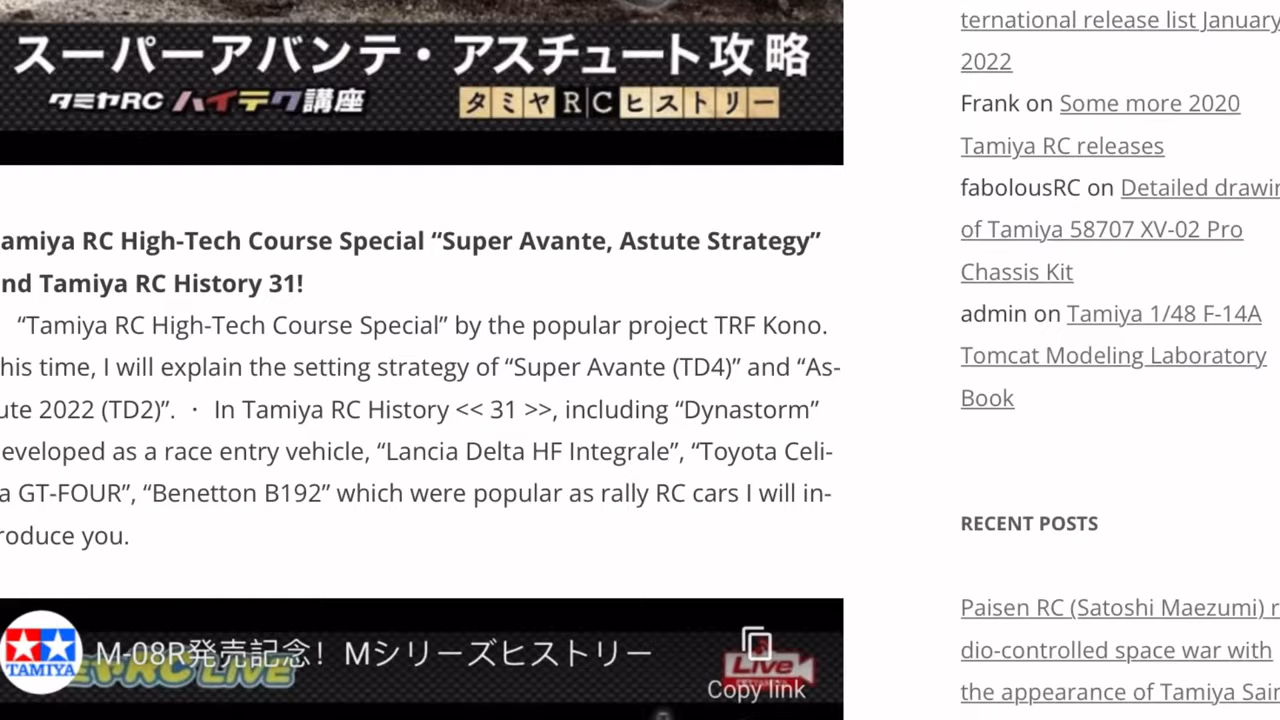 スーパーアバンテ・アスチュート攻略
タミヤRC ハイテク講座
タミヤRCヒストリー
amiya RC High-Tech Course Special “Super Avante, Astute Strategy”
nd Tamiya RC History 31!
“Tamiya RC High-Tech Course Special” by the popular project TRF Kono.
his time, I will explain the setting strategy of “Super Avante (TD4)” and “As-
ute 2022 (TD2)”. ・ In Tamiya RC History << 31 >>, including “Dynastorm”
eveloped as a race entry vehicle, “Lancia Delta HF Integrale”, “Toyota Celi-
a GT-FOUR”, “Benetton B192” which were popular as rally RC cars I will in-
roduce you.
TAMIYA
M-08R発売記念！Mシリーズヒストリー
ミヤRC LIVE
Live
Copy link
ternational release list January
2022
Frank on Some more 2020
Tamiya RC releases
fabolousRC on Detailed drawin
of Tamiya 58707 XV-02 Pro
Chassis Kit
admin on Tamiya 1/48 F-14A
Tomcat Modeling Laboratory
Book
RECENT POSTS
Paisen RC (Satoshi Maezumi) r
dio-controlled space war with
the appearance of Tamiya Sain